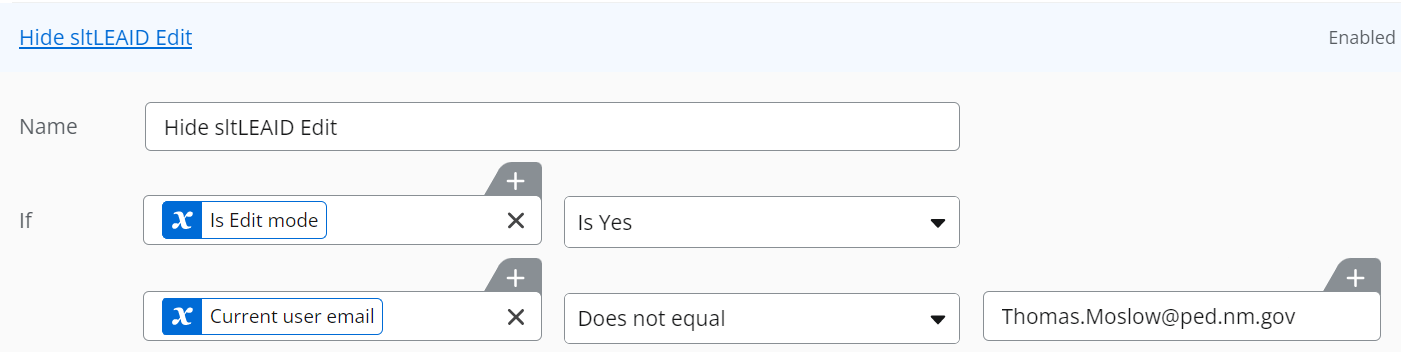 Hide sltLEAID Edit Enabled
Name Hide sltLEAID Edit
If Is Edit mode Is Yes
Current user email Does not equal Thomas.Moslow@ped.nm.gov